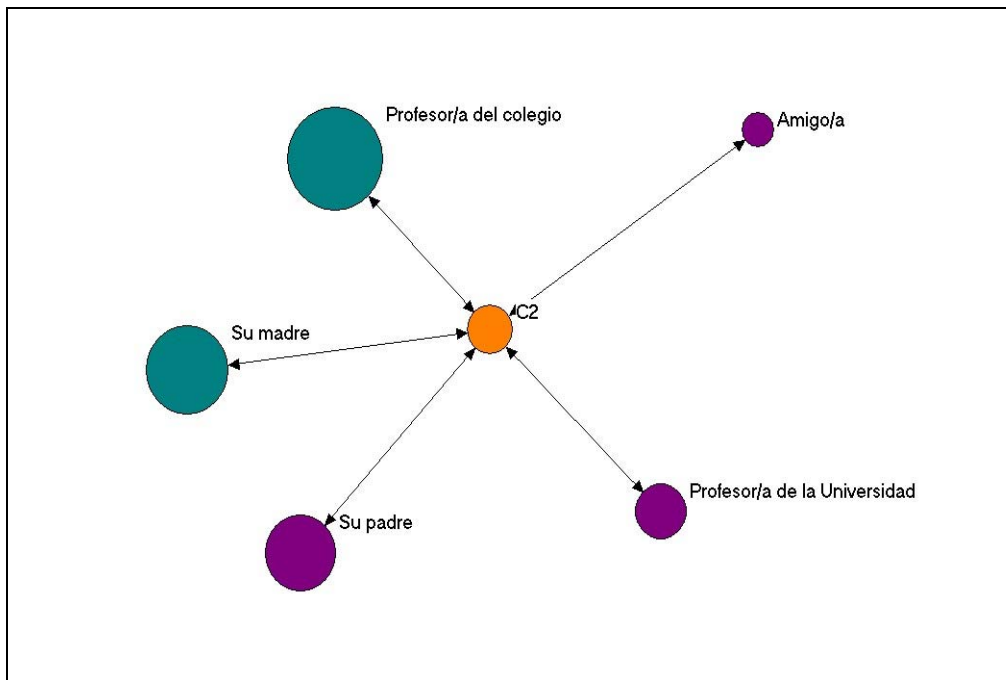 Profesor/a del colegio
Amigo/a
C2
Su madre
Profesor/a de la Universidad
Su padre